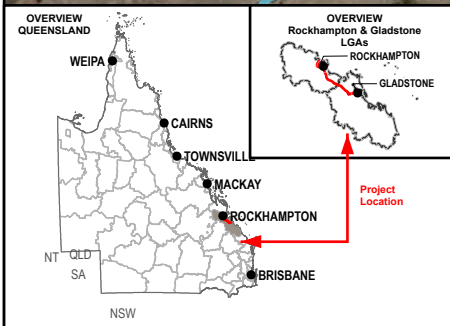 OVERVIEW
QUEENSLAND
WEIPA
CAIRNS
TOWNSVILLE
MACKAY
ROCKHAMPTON
BRISBANE
NT
QLD
SA
NSW
OVERVIEW
Rockhampton & Gladstone
LGAs
ROCKHAMPTON
GLADSTONE
Project
Location